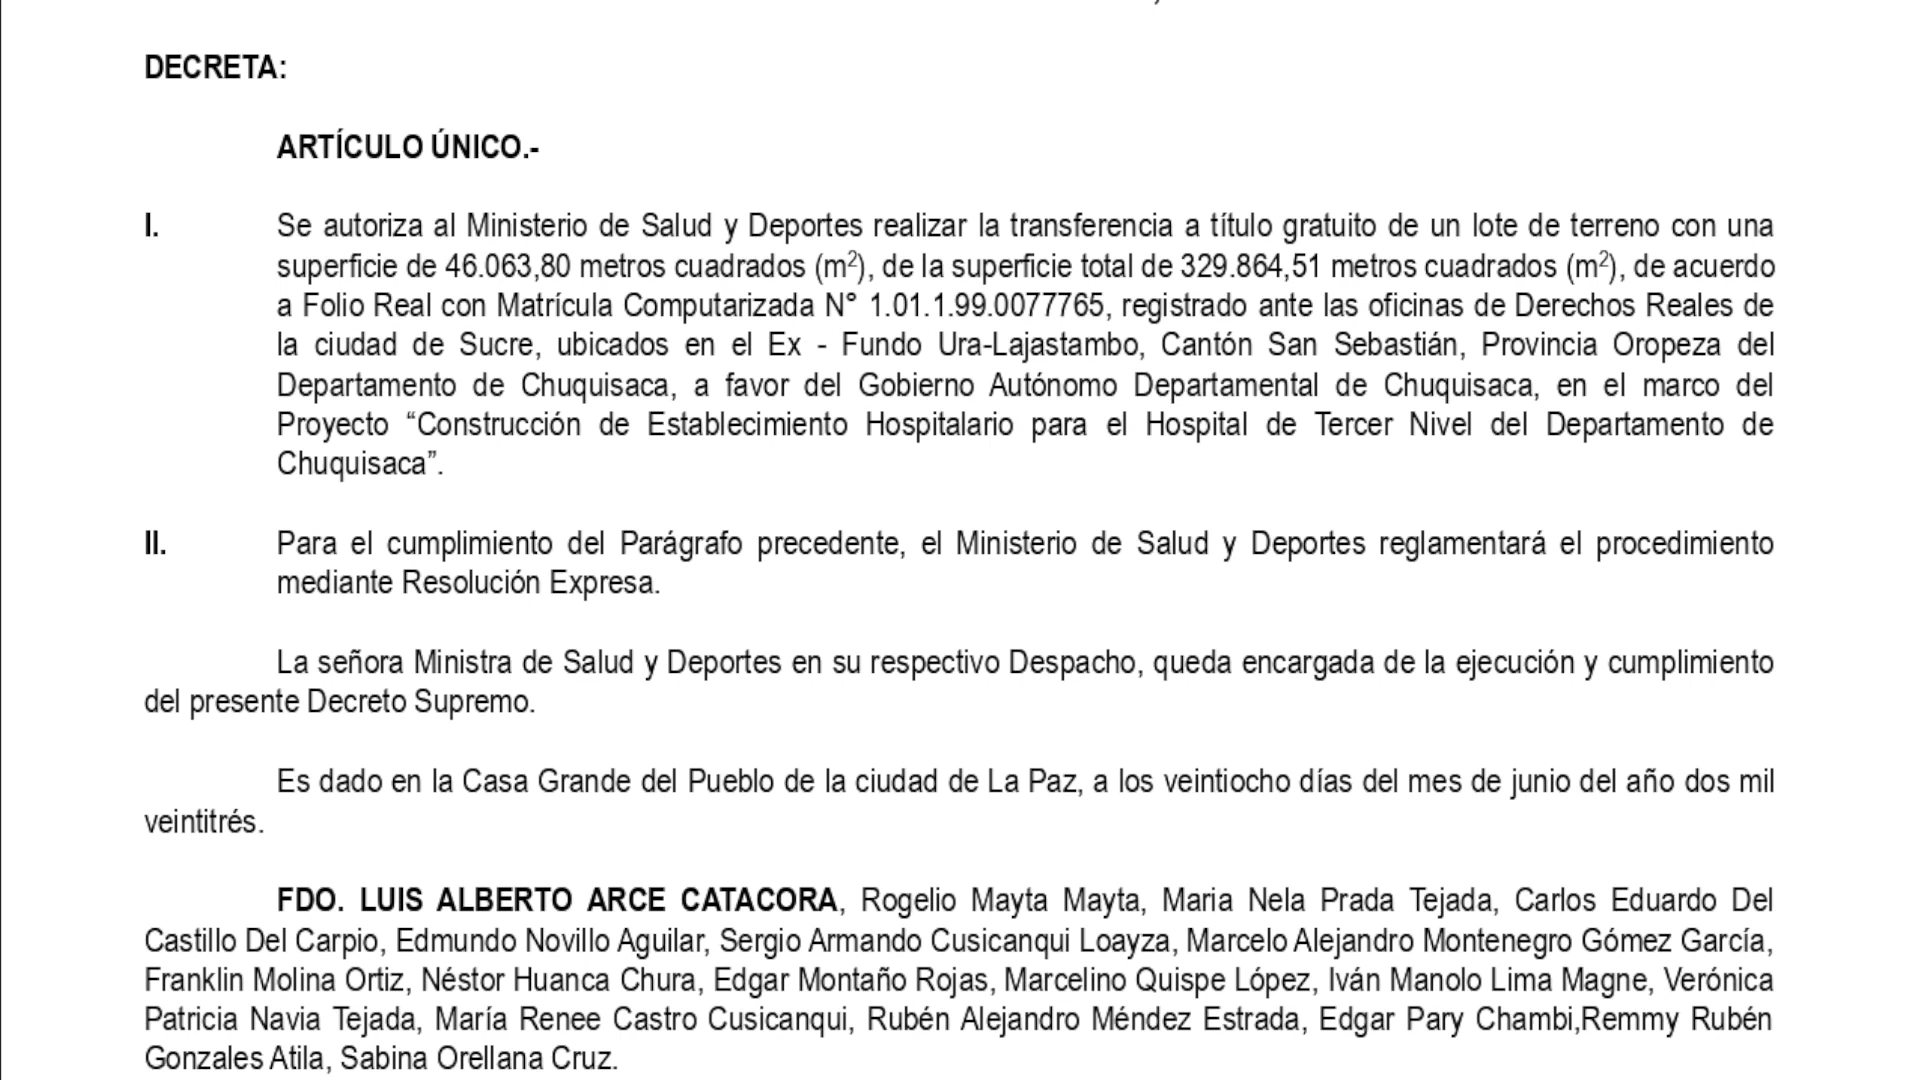 DECRETA:
ARTÍCULO ÚNICO.-
I. Se autoriza al Ministerio de Salud y Deportes realizar la transferencia a título gratuito de un lote de terreno con una
superficie de 46.063,80 metros cuadrados (m²), de la superficie total de 329.864,51 metros cuadrados (m²), de acuerdo
a Folio Real con Matrícula Computarizada N° 1.01.1.99.0077765, registrado ante las oficinas de Derechos Reales de
la ciudad de Sucre, ubicados en el Ex - Fundo Ura-Lajastambo, Cantón San Sebastián, Provincia Oropeza del
Departamento de Chuquisaca, a favor del Gobierno Autónomo Departamental de Chuquisaca, en el marco del
Proyecto “Construcción de Establecimiento Hospitalario para el Hospital de Tercer Nivel del Departamento de
Chuquisaca”.
II. Para el cumplimiento del Parágrafo precedente, el Ministerio de Salud y Deportes reglamentará el procedimiento
mediante Resolución Expresa.
La señora Ministra de Salud y Deportes en su respectivo Despacho, queda encargada de la ejecución y cumplimiento
del presente Decreto Supremo.
Es dado en la Casa Grande del Pueblo de la ciudad de La Paz, a los veintiocho días del mes de junio del año dos mil
veintitrés.
FDO. LUIS ALBERTO ARCE CATACORA, Rogelio Mayta Mayta, Maria Nela Prada Tejada, Carlos Eduardo Del
Castillo Del Carpio, Edmundo Novillo Aguilar, Sergio Armando Cusicanqui Loayza, Marcelo Alejandro Montenegro Gómez García,
Franklin Molina Ortiz, Néstor Huanca Chura, Edgar Montaño Rojas, Marcelino Quispe López, Iván Manolo Lima Magne, Verónica
Patricia Navia Tejada, María Renee Castro Cusicanqui, Rubén Alejandro Méndez Estrada, Edgar Pary Chambi,Remmy Rubén
Gonzales Atila, Sabina Orellana Cruz.